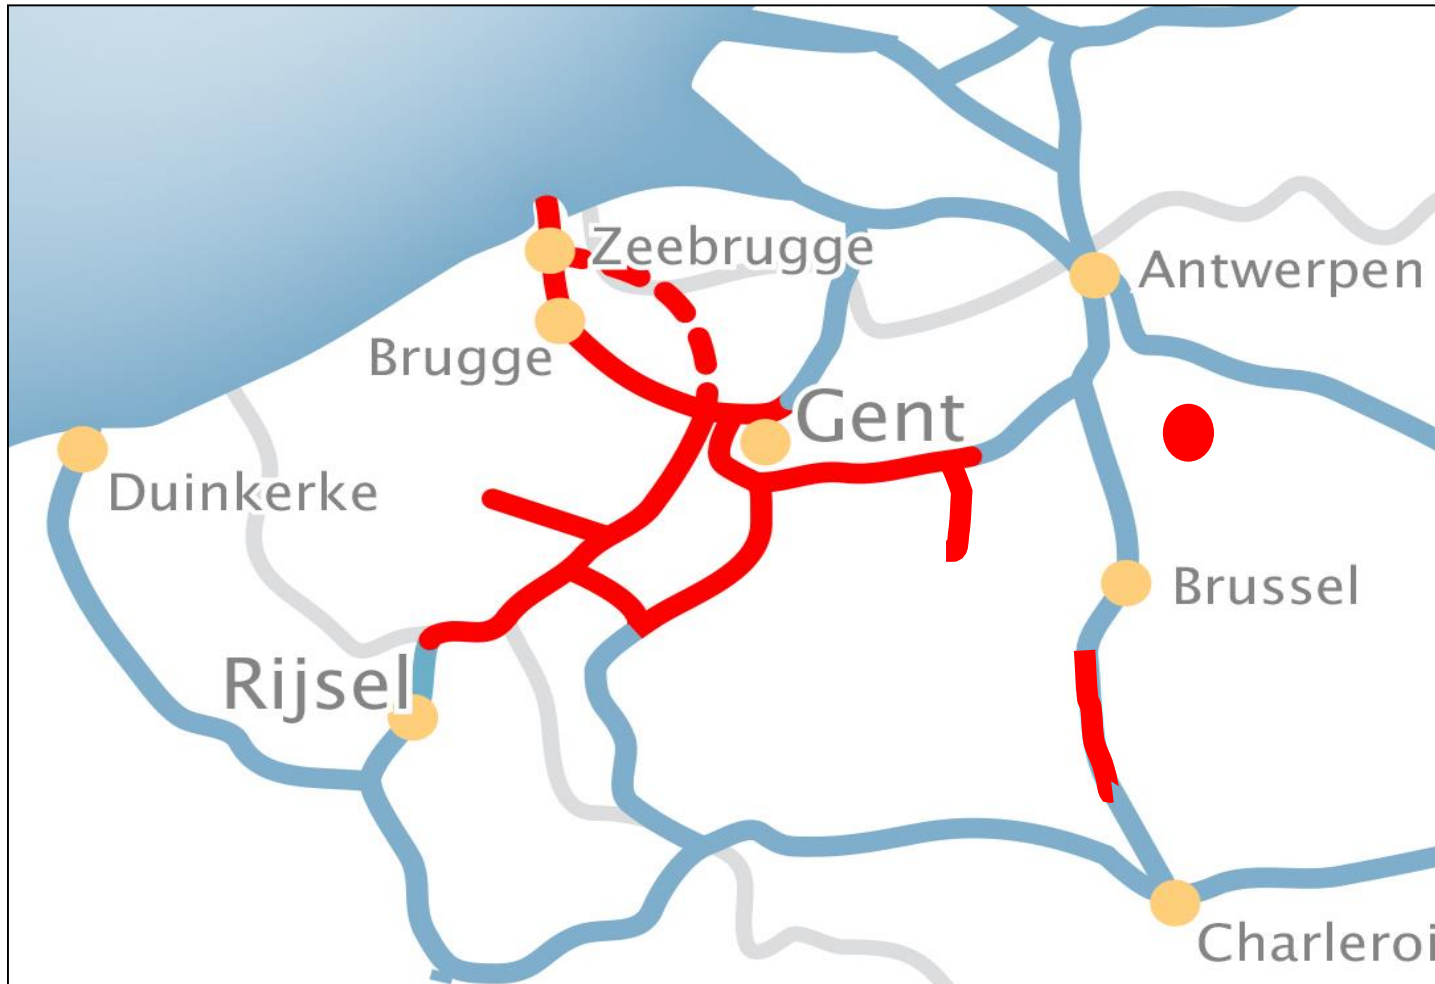 Zeebrugge
Antwerpen
Brugge
Gent
Duinkerke
Brussel
Rijsel
Charleroi